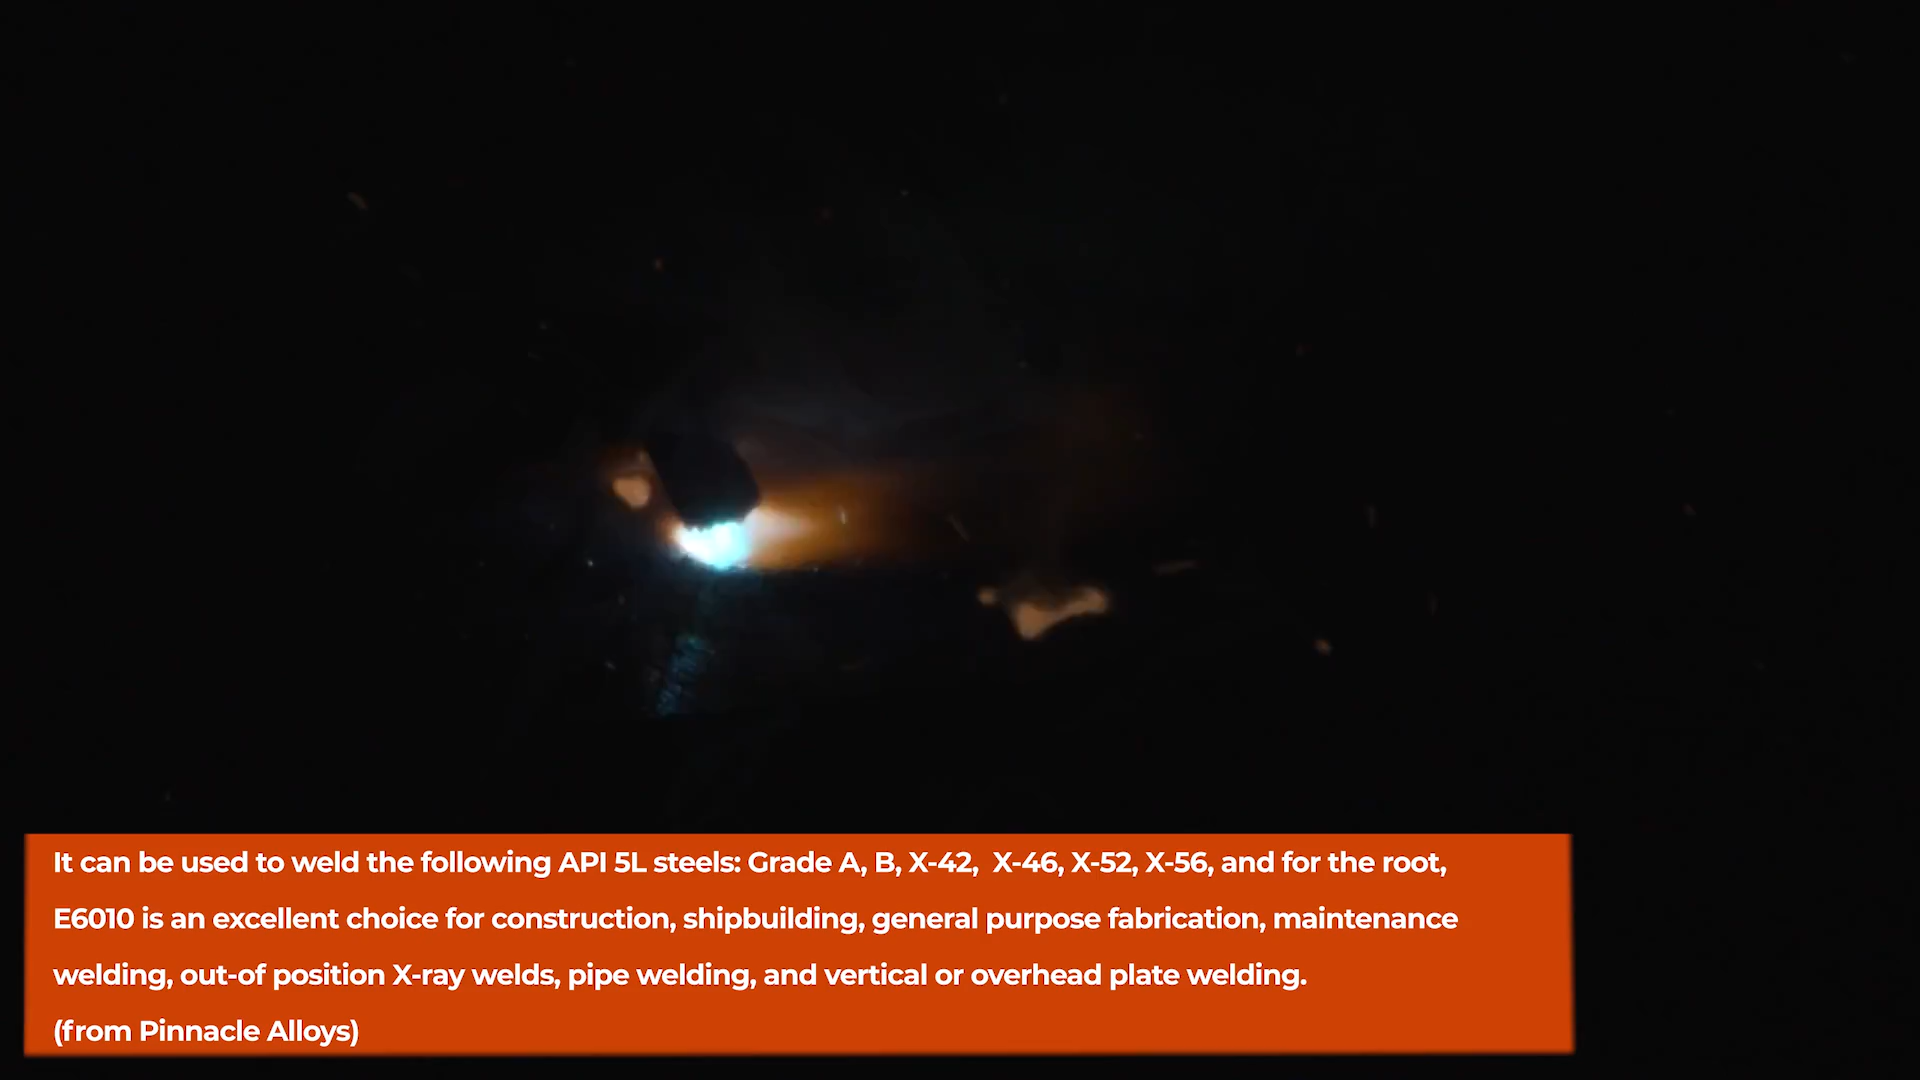 It can be used to weld the following API 5L steels: Grade A, B, X-42,  X-46, X-52, X-56, and for the root,
E6010 is an excellent choice for construction, shipbuilding, general purpose fabrication, maintenance
welding, out-of position X-ray welds, pipe welding, and vertical or overhead plate welding.
(from Pinnacle Alloys)